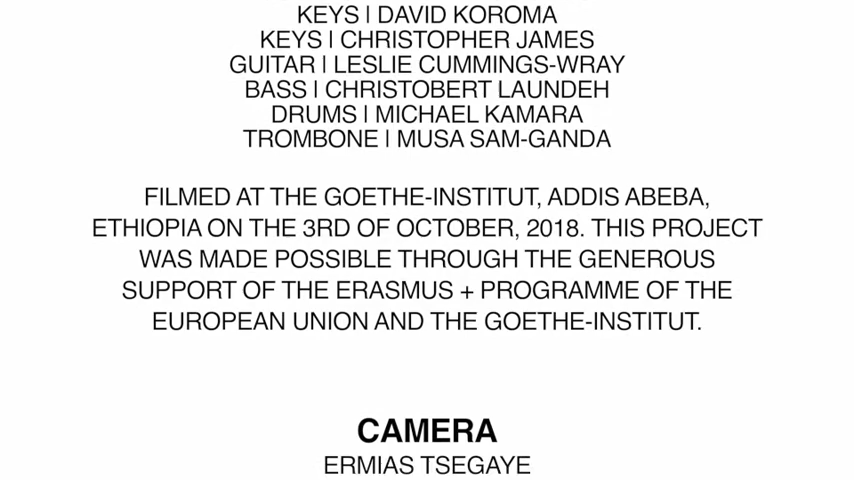 KEYS | DAVID KOROMA
KEYS | CHRISTOPHER JAMES
GUITAR | LESLIE CUMMINGS-WRAY
BASS | CHRISTOBERT LAUNDEH
DRUMS | MICHAEL KAMARA
TROMBONE | MUSA SAM-GANDA
FILMED AT THE GOETHE-INSTITUT, ADDIS ABEBA,
ETHIOPIA ON THE 3RD OF OCTOBER, 2018. THIS PROJECT
WAS MADE POSSIBLE THROUGH THE GENEROUS
SUPPORT OF THE ERASMUS + PROGRAMME OF THE
EUROPEAN UNION AND THE GOETHE-INSTITUT.
CAMERA
ERMIAS TSEGAYE